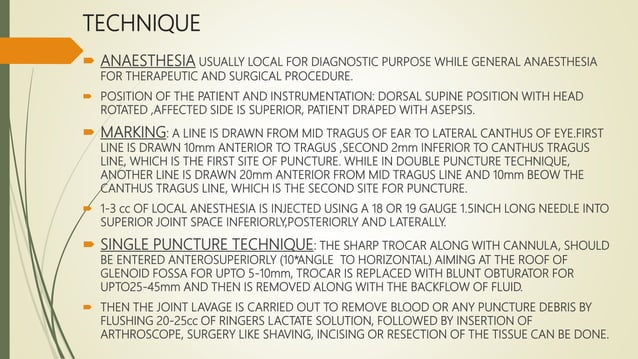 TECHNIQUE
ANAESTHESIA USUALLY LOCAL FOR DIAGNOSTIC PURPOSE WHILE GENERAL ANAESTHESIA
FOR THERAPEUTIC AND SURGICAL PROCEDURE.
POSITION OF THE PATIENT AND INSTRUMENTATION: DORSAL SUPINE POSITION WITH HEAD
ROTATED ,AFFECTED SIDE IS SUPERIOR, PATIENT DRAPED WITH ASEPSIS.
MARKING: A LINE IS DRAWN FROM MID TRAGUS OF EAR TO LATERAL CANTHUS OF EYE.FIRST
LINE IS DRAWN 10mm ANTERIOR TO TRAGUS ,SECOND 2mm INFERIOR TO CANTHUS TRAGUS
LINE, WHICH IS THE FIRST SITE OF PUNCTURE. WHILE IN DOUBLE PUNCTURE TECHNIQUE,
ANOTHER LINE IS DRAWN 20mm ANTERIOR FROM MID TRAGUS LINE AND 10mm BEOW THE
CANTHUS TRAGUS LINE, WHICH IS THE SECOND SITE FOR PUNCTURE.
1-3 cc OF LOCAL ANESTHESIA IS INJECTED USING A 18 OR 19 GAUGE 1.5INCH LONG NEEDLE INTO
SUPERIOR JOINT SPACE INFERIORLY,POSTERIORLY AND LATERALLY.
SINGLE PUNCTURE TECHNIQUE: THE SHARP TROCAR ALONG WITH CANNULA, SHOULD
BE ENTERED ANTEROSUPERIORLY (10*ANGLE TO HORIZONTAL) AIMING AT THE ROOF OF
GLENOID FOSSA FOR UPTO 5-10mm, TROCAR IS REPLACED WITH BLUNT OBTURATOR FOR
UPTO25-45mm AND THEN IS REMOVED ALONG WITH THE BACKFLOW OF FLUID.
THEN THE JOINT LAVAGE IS CARRIED OUT TO REMOVE BLOOD OR ANY PUNCTURE DEBRIS BY
FLUSHING 20-25cc OF RINGERS LACTATE SOLUTION, FOLLOWED BY INSERTION OF
ARTHROSCOPE, SURGERY LIKE SHAVING, INCISING OR RESECTION OF THE TISSUE CAN BE DONE.